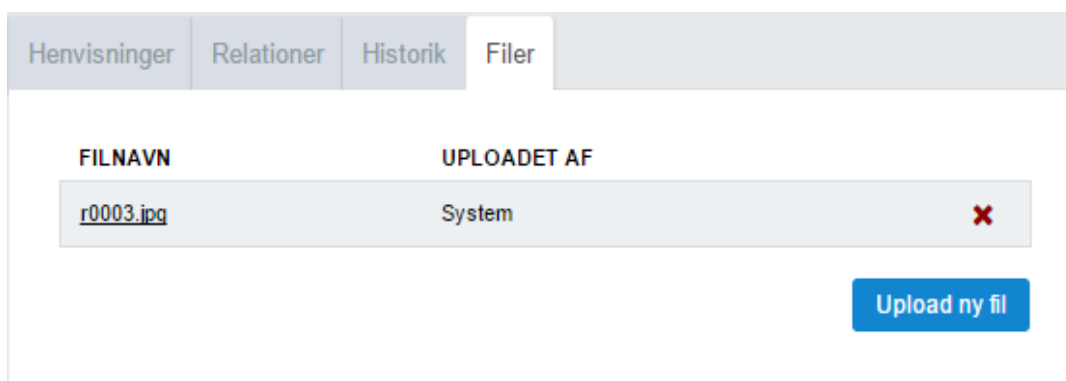 Henvisninger Relationer Historik Filer
FILNAVN UPLOADET AF
r0003.jpg System
Upload ny fil